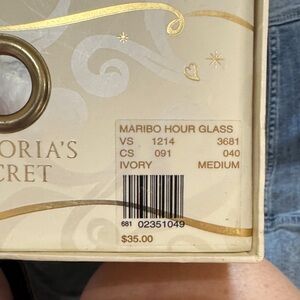 ORIA'S
CRET
MARIBO HOUR GLASS
VS 1214 3681
CS 091 040
IVORY MEDIUM
681 02351049
$35.00